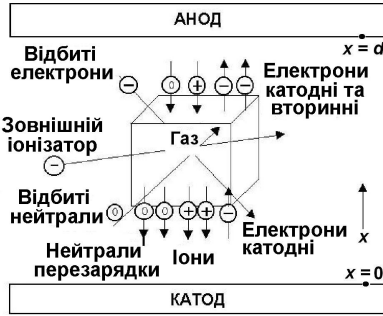 АНОД
x = d
Відбиті
електрони
Електрони
катодні та
вторинні
Зовнішній
іонізатор
Газ
Відбиті
нейтрали
Нейтрали
перезарядки
Іони
Електрони
катодні
x
x = 0
КАТОД